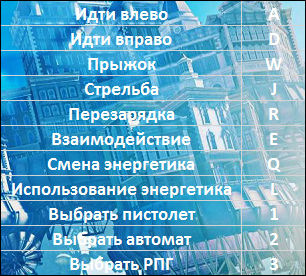 Идти влево A
Идти вправо D
Прыжок W
Стрельба J
Перезарядка R
Взаимодействие E
Смена энергетика Q
Использование энергетика L
Выбрать пистолет 1
Выбрать автомат 2
Выбрать РПГ 3